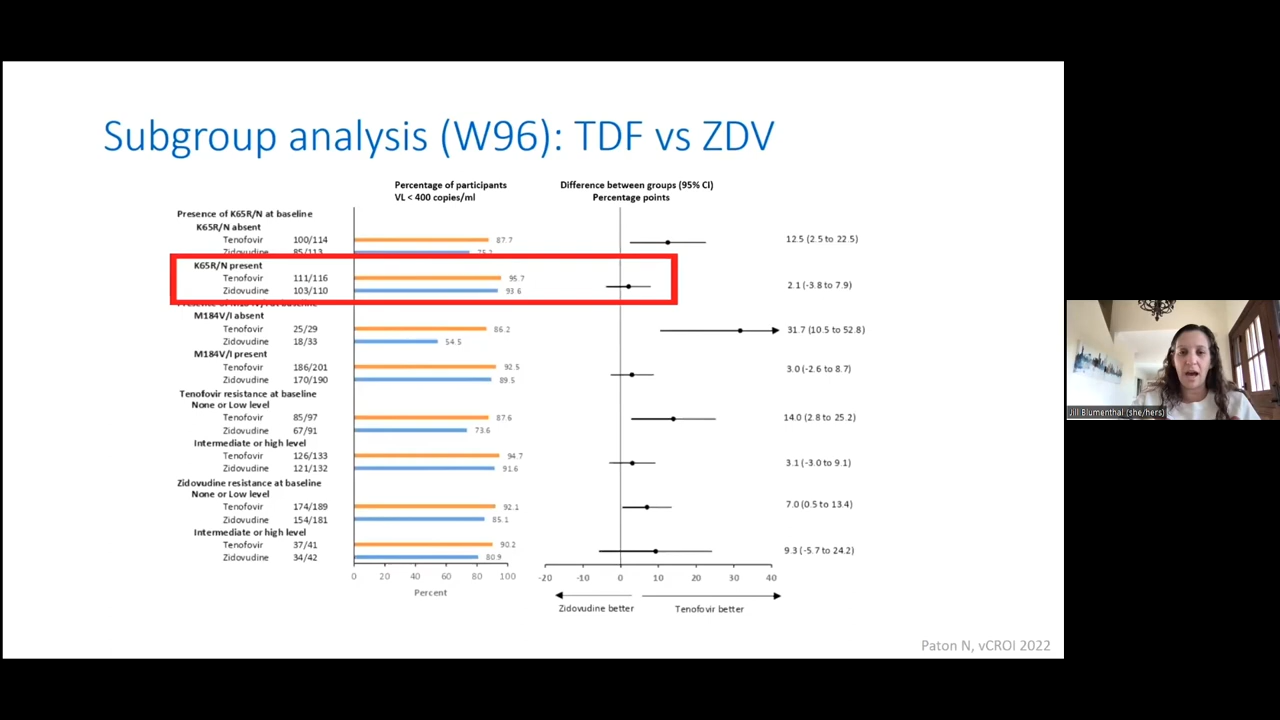 Subgroup analysis (W96): TDF vs ZDV
Percentage of participants
VL < 400 copies/ml
Difference between groups (95% CI)
Percentage points
Presence of K65R/N at baseline
K65R/N absent
Tenofovir 100/114 87.7 12.5 (2.5 to 22.5)
Zidovudine 85/113 75.2
K65R/N present
Tenofovir 111/116 95.7 2.1 (-3.8 to 7.9)
Zidovudine 103/110 93.6
Presence of M184V/I at baseline
M184V/I absent
Tenofovir 25/29 86.2 31.7 (10.5 to 52.8)
Zidovudine 18/33 54.5
M184V/I present
Tenofovir 186/201 92.5 3.0 (-2.6 to 8.7)
Zidovudine 170/190 89.5
Tenofovir resistance at baseline
None or Low level
Tenofovir 85/97 87.6 14.0 (2.8 to 25.2)
Zidovudine 67/91 73.6
Intermediate or high level
Tenofovir 126/133 94.7 3.1 (-3.0 to 9.1)
Zidovudine 121/132 91.6
Zidovudine resistance at baseline
None or Low level
Tenofovir 174/189 92.1 7.0 (0.5 to 13.4)
Zidovudine 154/181 85.1
Intermediate or high level
Tenofovir 37/41 90.2 9.3 (-5.7 to 24.2)
Zidovudine 34/42 80.9
0 20 40 60 80 100 -20 -10 0 10 20 30 40
Percent
Zidovudine better Tenofovir better
Paton N, vCROI 2022
Jill Blumenthal (she/hers)